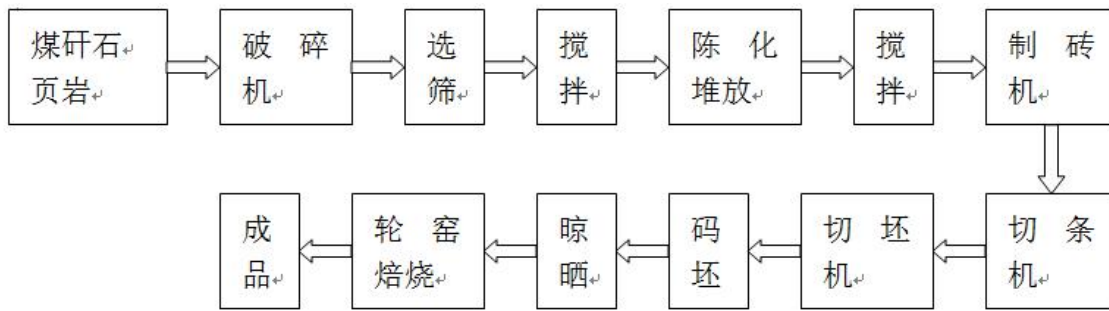 煤矸石
页岩
破碎
机
选
筛
搅
拌
陈化
堆放
搅
拌
制砖
机
切条
机
切坯
机
码
坯
晾
晒
轮窑
焙烧
成
品